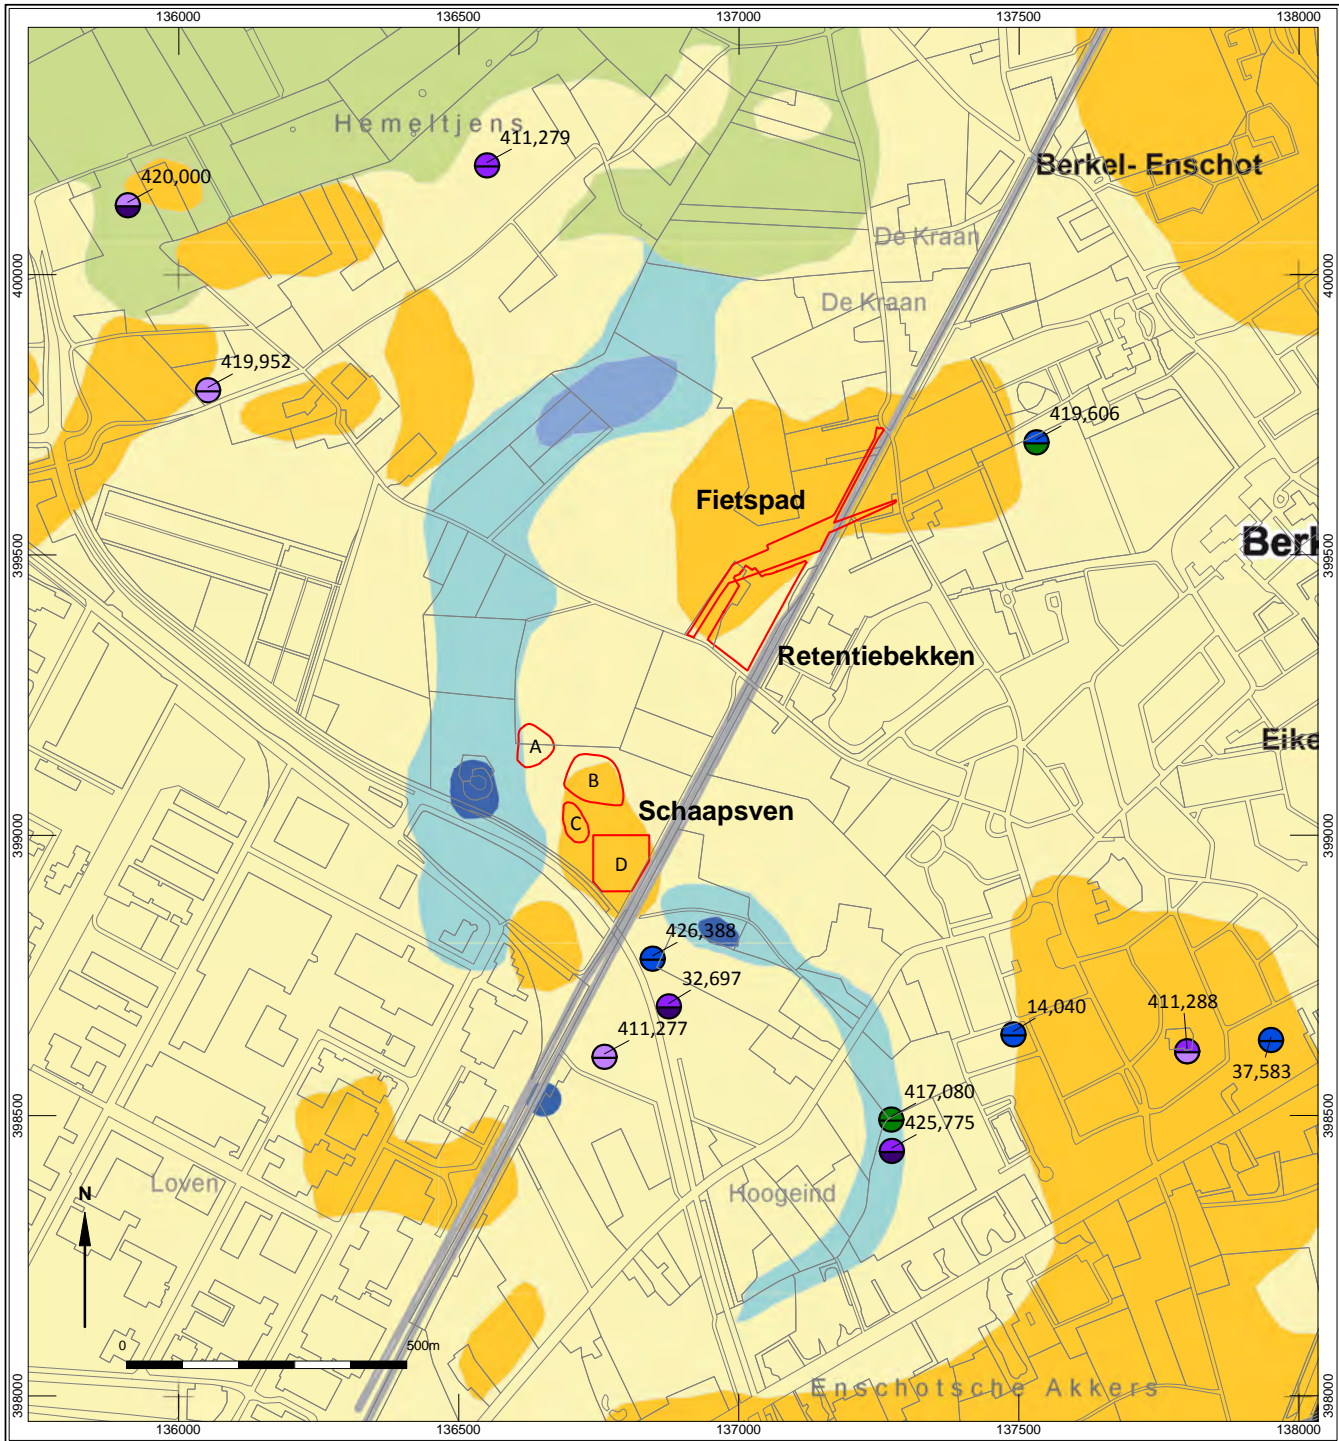 136000
136500
137000
137500
138000
Hemeltjens
411,279
Berkel- Enschot
420,000
De Kraan
400000
400000
De Kraan
419,952
419,606
Fietspad
399500
399500
Berk
Retentiebekken
A
Eike
B
Schaapsven
C
399000
399000
D
426,388
32,697
14,040
411,288
411,277
37,583
417,080
398500
398500
425,775
Loven
N
Hoogeind
0
500m
Enschotsche Akkers
398000
398000
136000
136500
137000
137500
138000